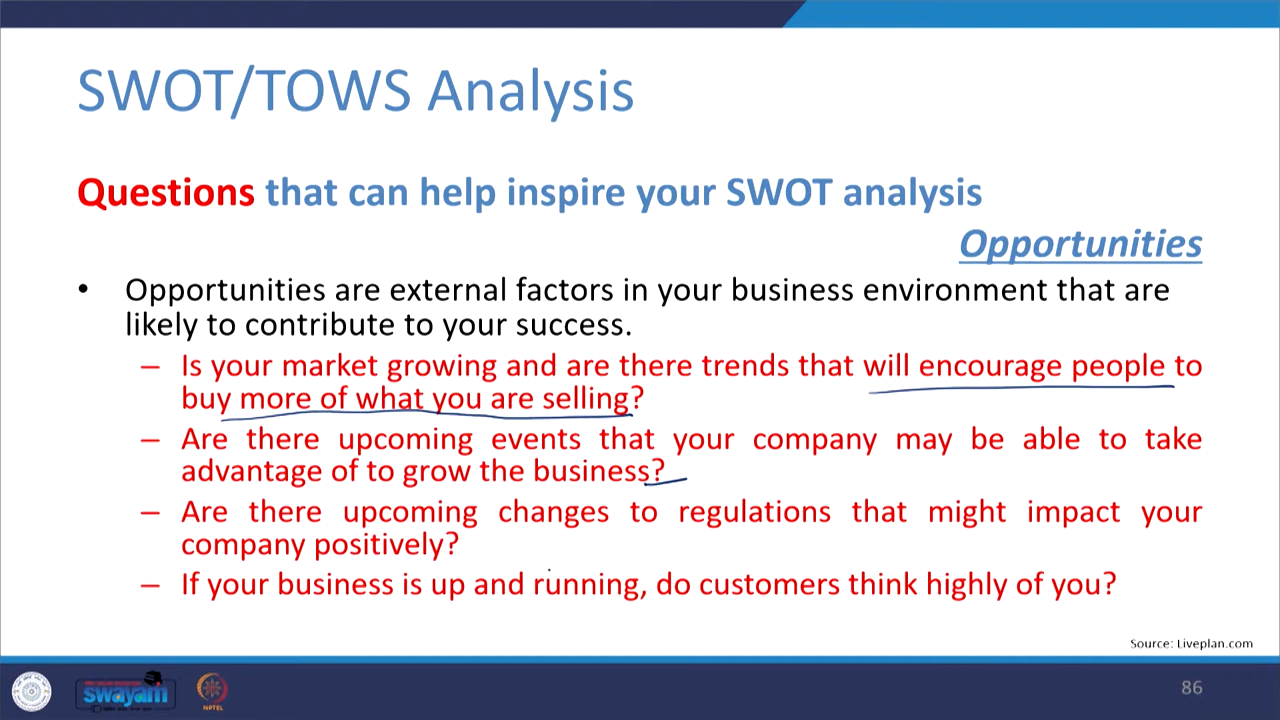 SWOT/TOWS Analysis
Questions that can help inspire your SWOT analysis
Opportunities
• Opportunities are external factors in your business environment that are
likely to contribute to your success.
– Is your market growing and are there trends that will encourage people to
buy more of what you are selling?
– Are there upcoming events that your company may be able to take
advantage of to grow the business?
– Are there upcoming changes to regulations that might impact your
company positively?
– If your business is up and running, do customers think highly of you?
Source: Liveplan.com
swayam
NPTEL
86